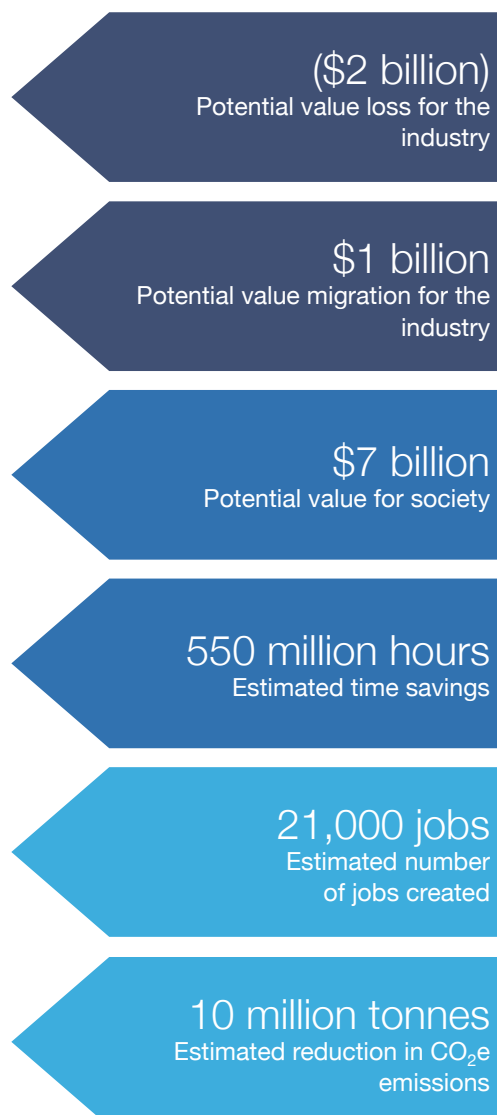 ($2 billion)
Potential value loss for the
industry
$1 billion
Potential value migration for the
industry
$7 billion
Potential value for society
550 million hours
Estimated time savings
21,000 jobs
Estimated number
of jobs created
10 million tonnes
Estimated reduction in CO₂e
emissions